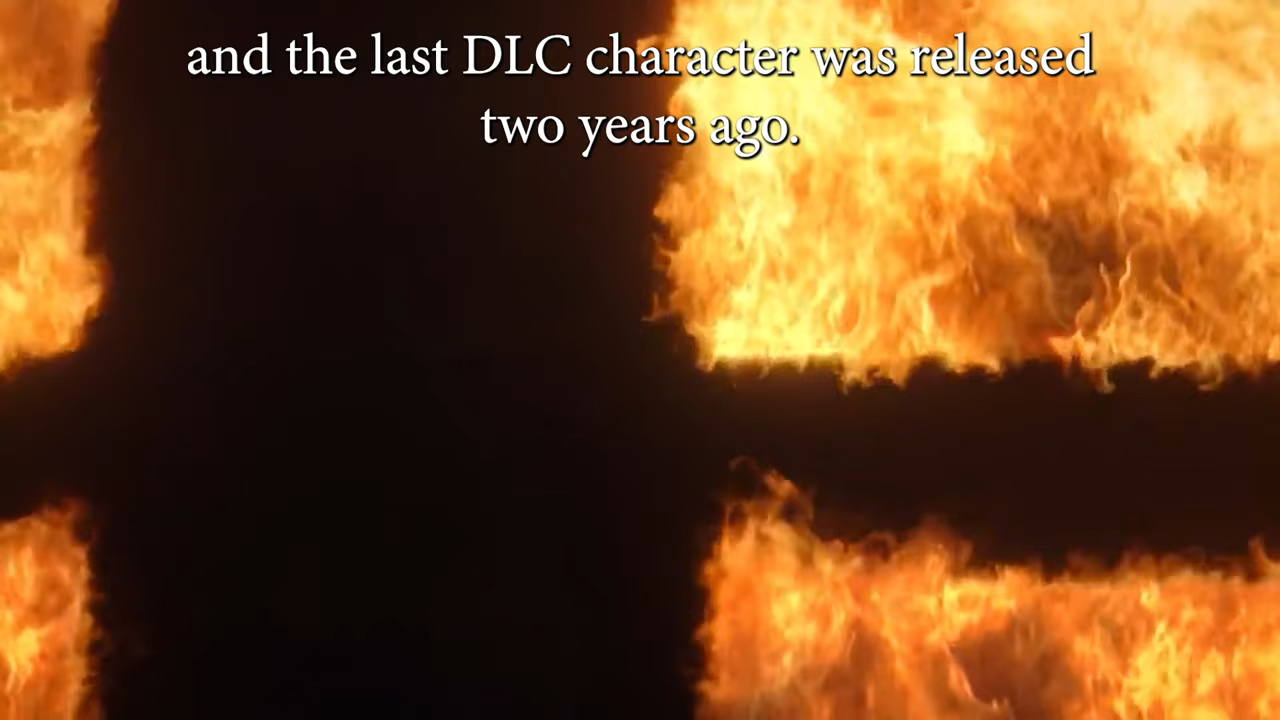 and the last DLC character was released
two years ago.